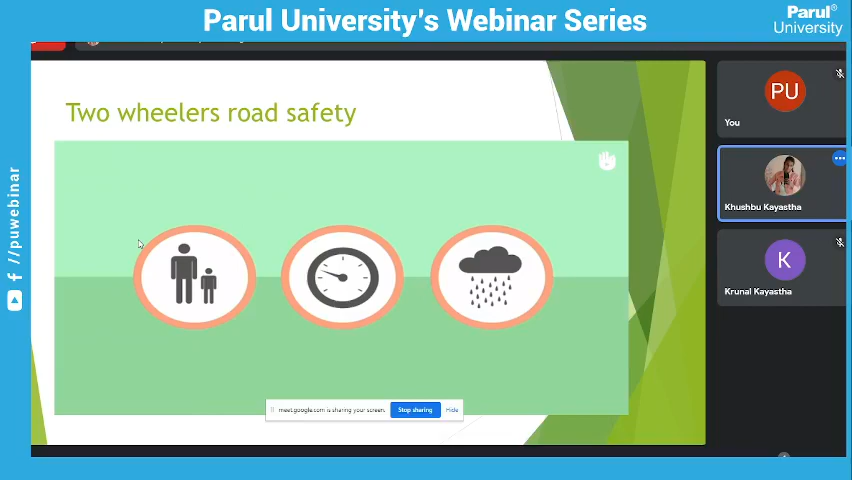 Parul University's Webinar Series
Parul®
University
Two wheelers road safety
PU
You
Khushbu Kayastha
K
Krunal Kayastha
meet.google.com is sharing your screen.
Stop sharing
Hide
f //puwebinar